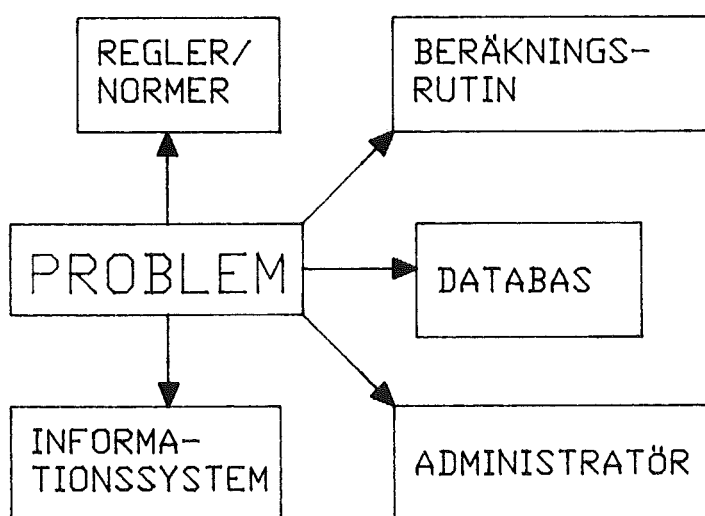 REGLER/
NORMER
BERÄKNINGS-
RUTIN
PROBLEM
DATABAS
INFORMA-
TIONSSYSTEM
ADMINISTRATÖR